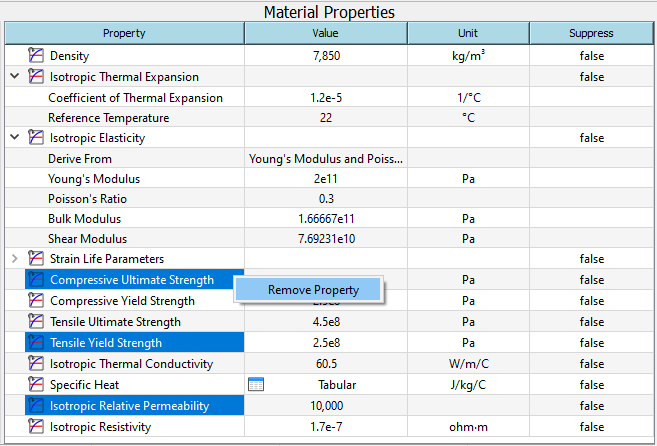 Material Properties
Property Value Unit Suppress
Density 7,850 kg/m³ false
Isotropic Thermal Expansion false
Coefficient of Thermal Expansion 1.2e-5 1/°C
Reference Temperature 22 °C
Isotropic Elasticity false
Derive From Young's Modulus and Poiss...
Young's Modulus 2e11 Pa
Poisson's Ratio 0.3
Bulk Modulus 1.66667e11 Pa
Shear Modulus 7.69231e10 Pa
Strain Life Parameters false
Compressive Ultimate Strength Pa false
Remove Property
Compressive Yield Strength Pa false
Tensile Ultimate Strength 4.5e8 Pa false
Tensile Yield Strength 2.5e8 Pa false
Isotropic Thermal Conductivity 60.5 W/m/C false
Specific Heat Tabular J/kg/C false
Isotropic Relative Permeability 10,000 false
Isotropic Resistivity 1.7e-7 ohm·m false